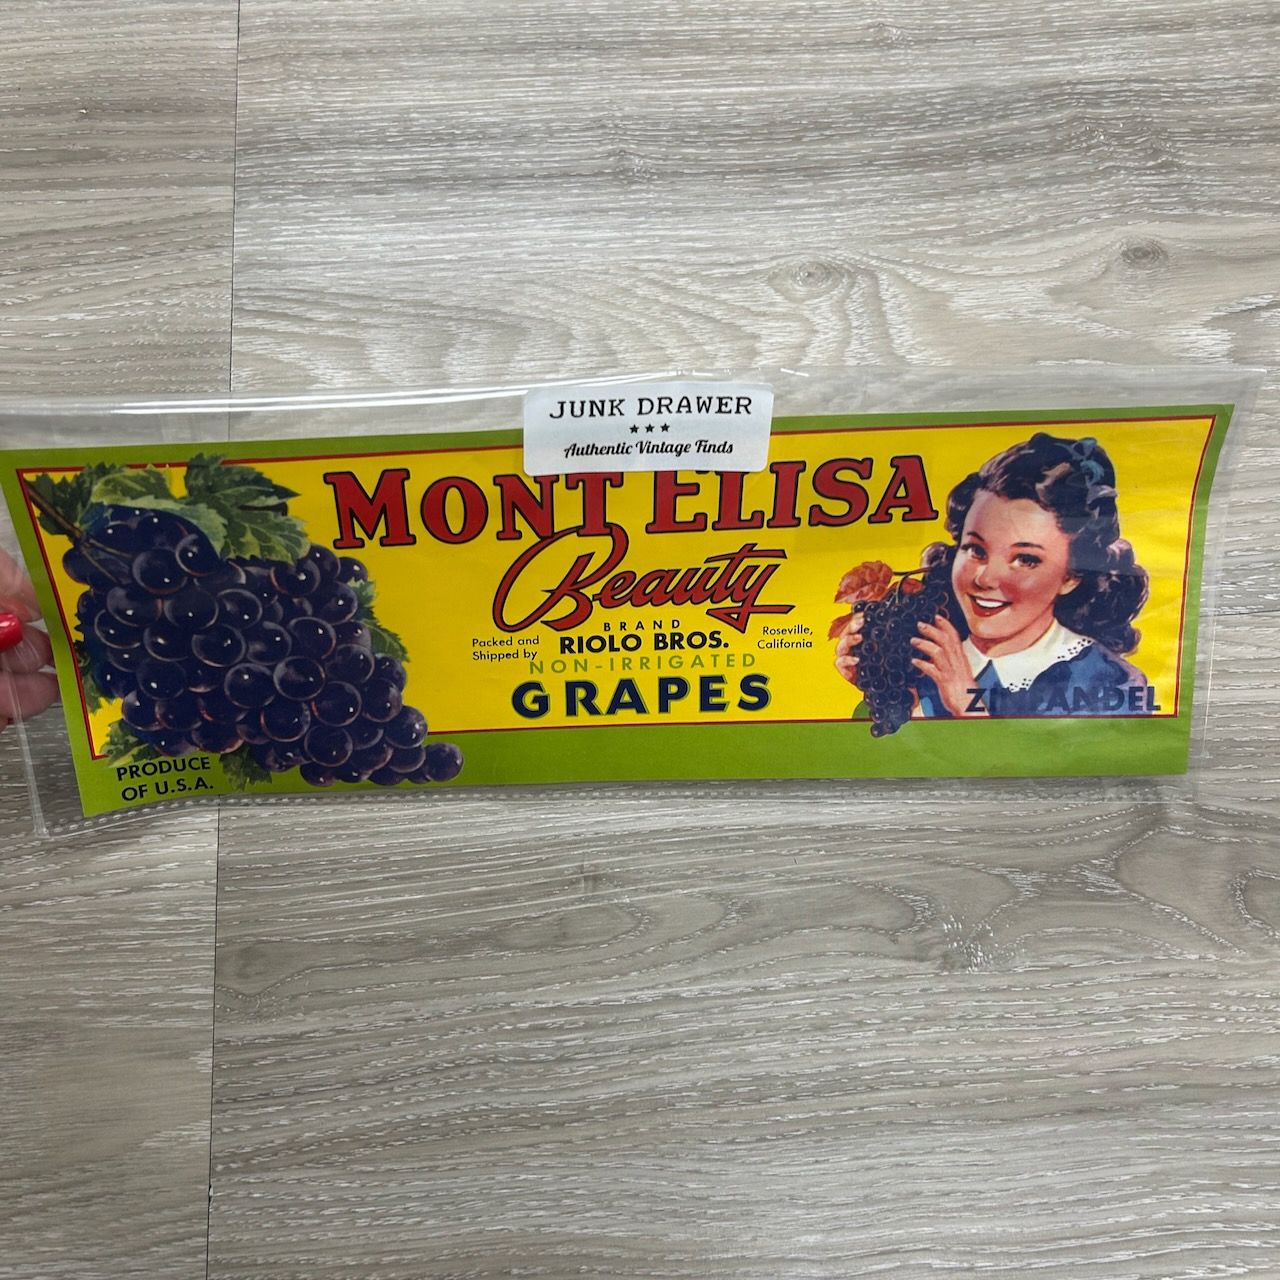 JUNK DRAWER
★★★
Authentic Vintage Finds
MONT ELISA
Beauty
BRAND
Packed and
Shipped by
RIOLO BROS.
Roseville,
California
NON-IRRIGATED
GRAPES
ZINFANDEL
PRODUCE
OF U.S.A.